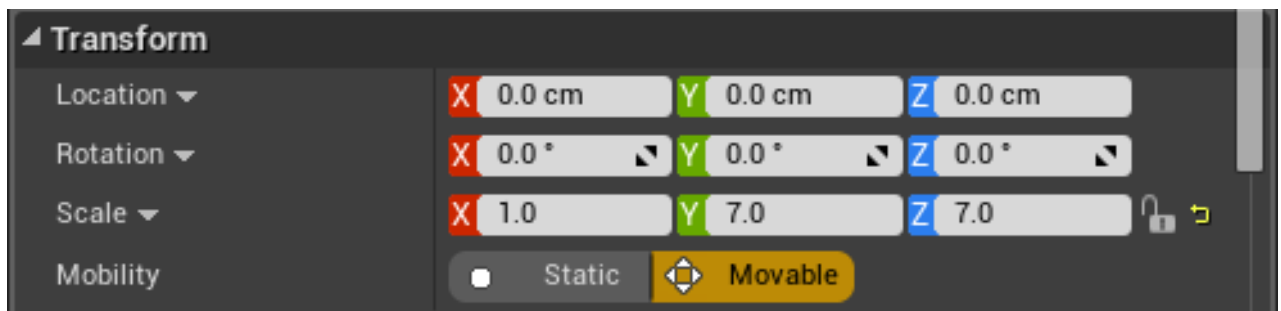 Transform
Location X 0.0 cm Y 0.0 cm Z 0.0 cm
Rotation X 0.0 ° Y 0.0 ° Z 0.0 °
Scale X 1.0 Y 7.0 Z 7.0
Mobility Static Movable